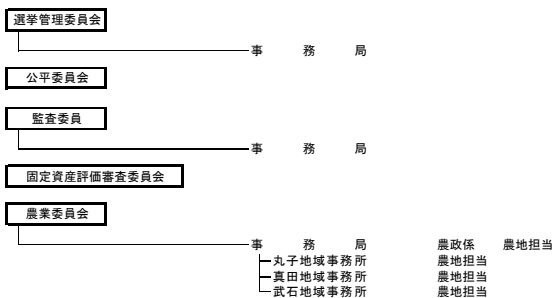 選挙管理委員会
事 務 局
公平委員会
監査委員
事 務 局
固定資産評価審査委員会
農業委員会
事 務 局 農政係 農地担当
丸子地域事務所 農地担当
真田地域事務所 農地担当
武石地域事務所 農地担当